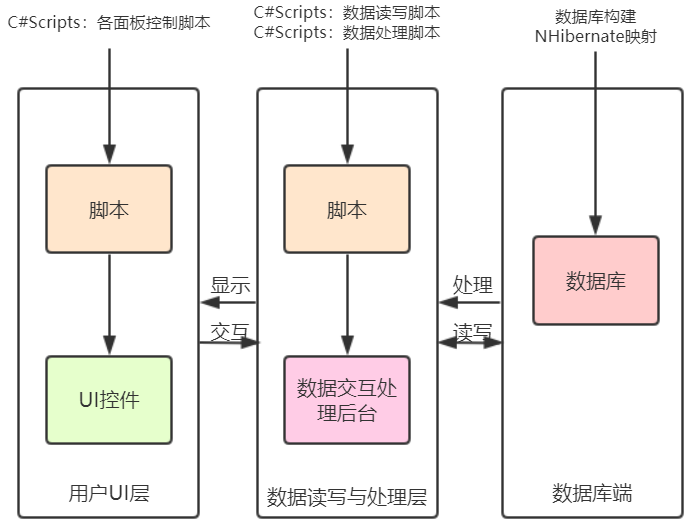 C#Scripts：各面板控制脚本
C#Scripts：数据读写脚本
C#Scripts：数据处理脚本
数据库构建
NHibernate映射
脚本
脚本
数据库
显示
处理
交互
读写
UI控件
数据交互处
理后台
用户UI层
数据读写与处理层
数据库端